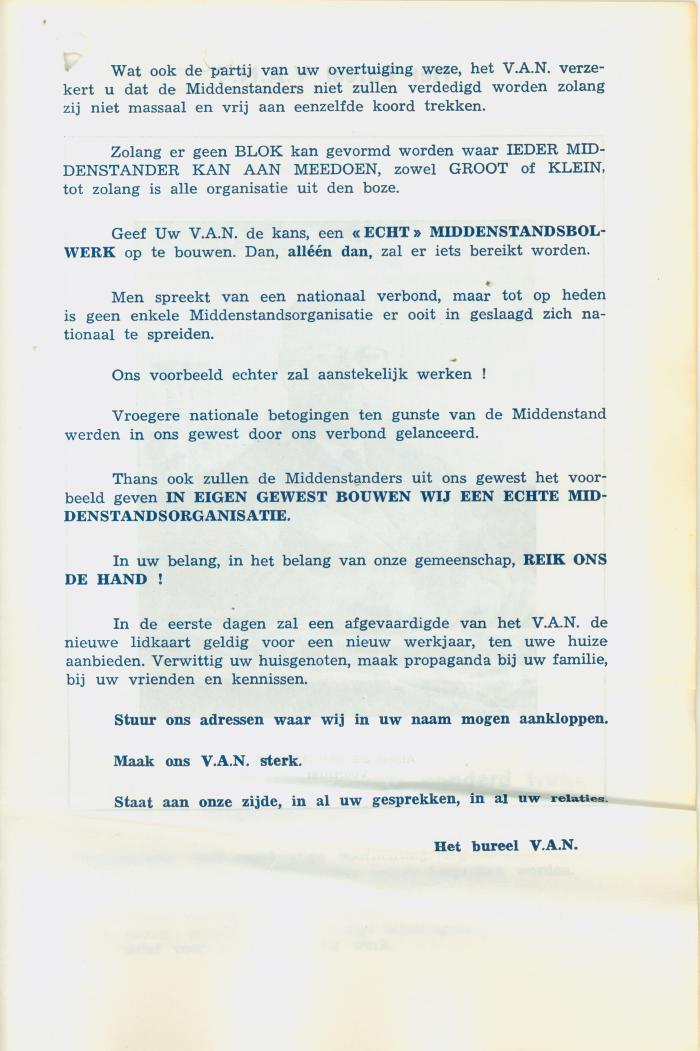 Wat ook de partij van uw overtuiging weze, het V.A.N. verze-
kert u dat de Middenstanders niet zullen verdedigd worden zolang
zij niet massaal en vrij aan eenzelfde koord trekken.
Zolang er geen BLOK kan gevormd worden waar IEDER MID-
DENSTANDER KAN AAN MEEDOEN, zowel GROOT of KLEIN,
tot zolang is alle organisatie uit den boze.
Geef Uw V.A.N. de kans, een « ECHT » MIDDENSTANDSBOL-
WERK op te bouwen. Dan, alléén dan, zal er iets bereikt worden.
Men spreekt van een nationaal verbond, maar tot op heden
is geen enkele Middenstandsorganisatie er ooit in geslaagd zich na-
tionaal te spreiden.
Ons voorbeeld echter zal aanstekelijk werken !
Vroegere nationale betogingen ten gunste van de Middenstand
werden in ons gewest door ons verbond gelanceerd.
Thans ook zullen de Middenstanders uit ons gewest het voor-
beeld geven IN EIGEN GEWEST BOUWEN WIJ EEN ECHTE MID-
DENSTANDSORGANISATIE.
In uw belang, in het belang van onze gemeenschap, REIK ONS
DE HAND !
In de eerste dagen zal een afgevaardigde van het V.A.N. de
nieuwe lidkaart geldig voor een nieuw werkjaar, ten uwe huize
aanbieden. Verwittig uw huisgenoten, maak propaganda bij uw familie,
bij uw vrienden en kennissen.
Stuur ons adressen waar wij in uw naam mogen aankloppen.
Maak ons V.A.N. sterk.
Staat aan onze zijde, in al uw gesprekken, in al uw relaties.
Het bureel V.A.N.